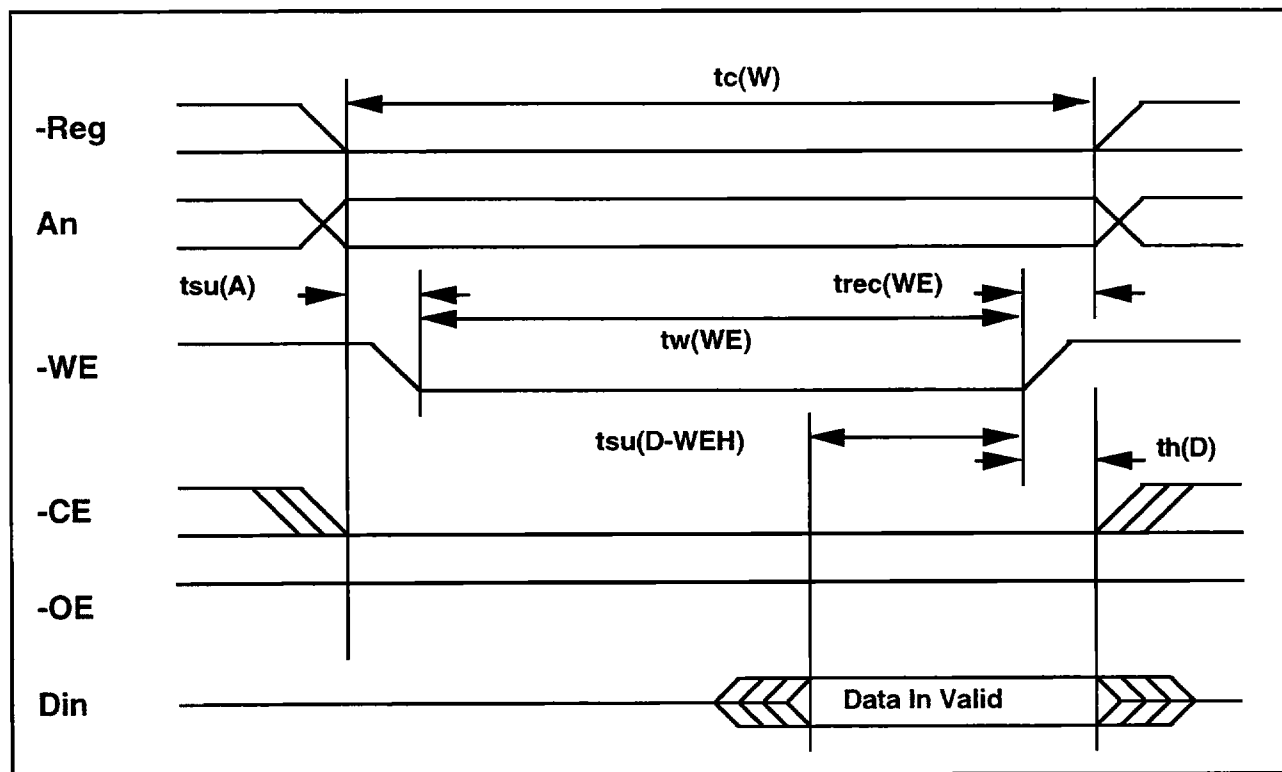 tc(W)
-Reg
An
tsu(A)
trec(WE)
tw(WE)
-WE
tsu(D-WEH)
th(D)
-CE
-OE
Din
Data In Valid